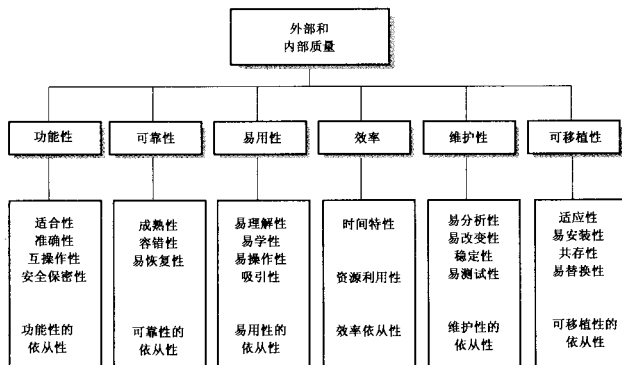 外部和
内部质量
功能性
可靠性
易用性
效率
维护性
可移植性
适合性
准确性
互操作性
安全保密性
功能性的
依从性
成熟性
容错性
易恢复性
可靠性的
依从性
易理解性
易学性
易操作性
吸引性
易用性的
依从性
时间特性
资源利用性
效率依从性
易分析性
易改变性
稳定性
易测试性
维护性的
依从性
适应性
易安装性
共存性
易替换性
可移植性的
依从性